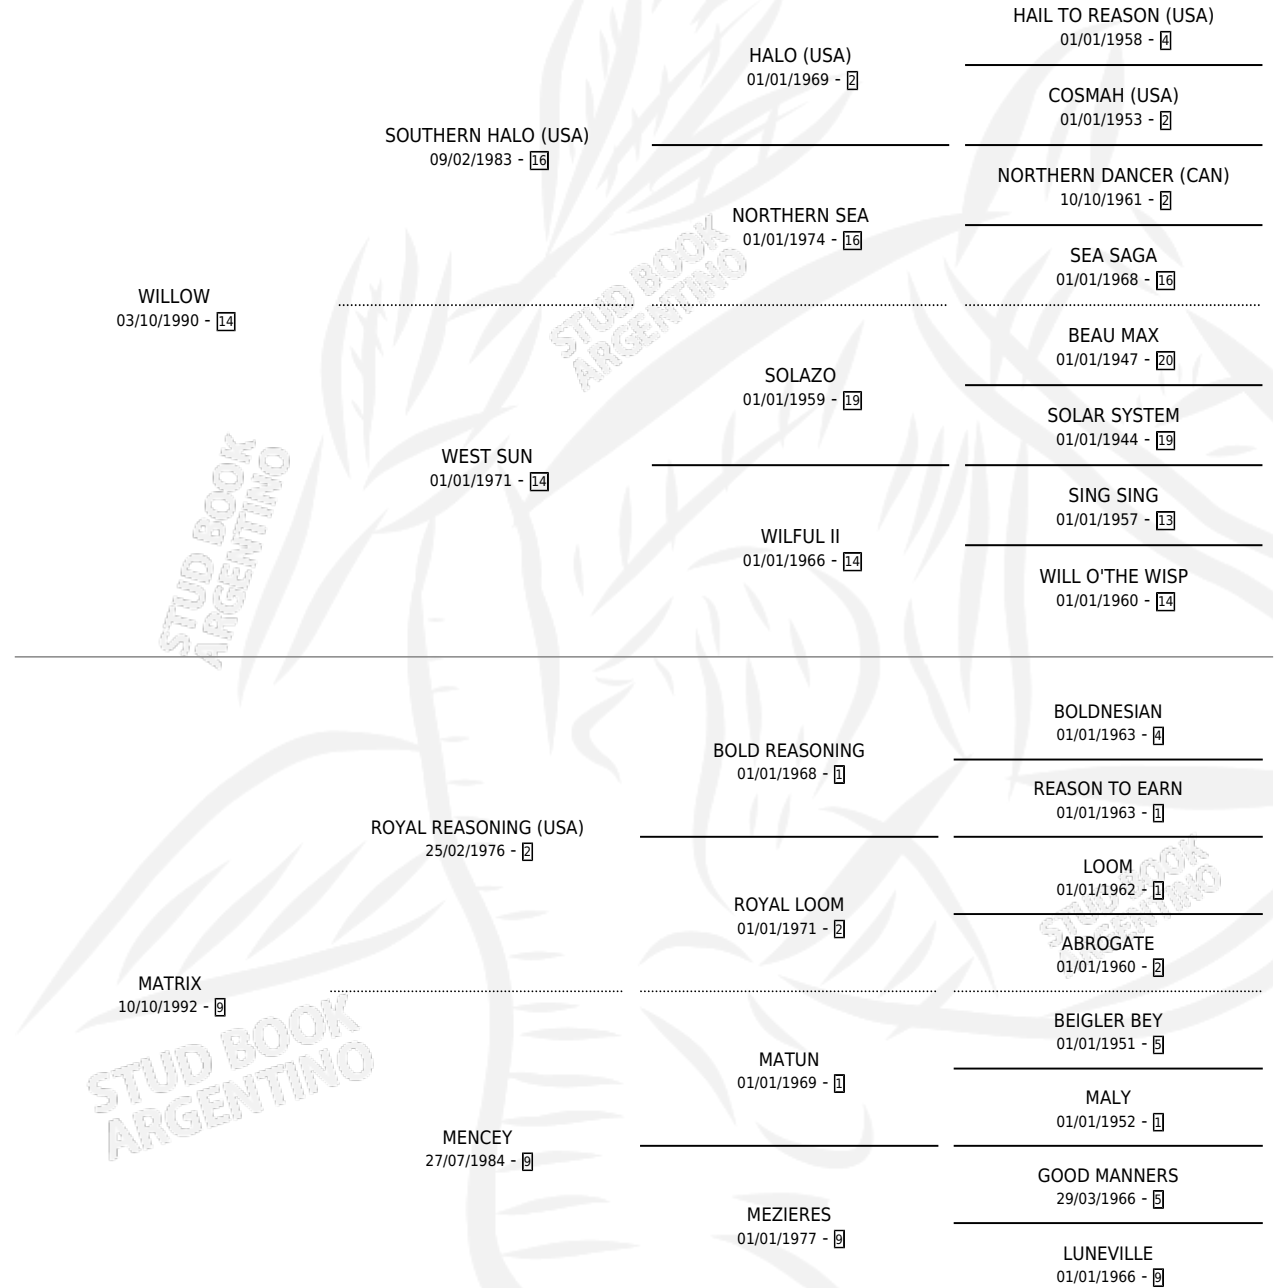 HAIL TO REASON (USA)
01/01/1958 - 4
HALO (USA)
01/01/1969 - 2
COSMAH (USA)
01/01/1953 - 2
SOUTHERN HALO (USA)
09/02/1983 - 16
NORTHERN DANCER (CAN)
10/10/1961 - 2
NORTHERN SEA
01/01/1974 - 16
SEA SAGA
01/01/1968 - 16
WILLOW
03/10/1990 - 14
BEAU MAX
01/01/1947 - 20
SOLAZO
01/01/1959 - 19
SOLAR SYSTEM
01/01/1944 - 19
WEST SUN
01/01/1971 - 14
SING SING
01/01/1957 - 13
WILFUL II
01/01/1966 - 14
WILL O'THE WISP
01/01/1960 - 14
BOLDNESIAN
01/01/1963 - 4
BOLD REASONING
01/01/1968 - 1
REASON TO EARN
01/01/1963 - 1
ROYAL REASONING (USA)
25/02/1976 - 2
LOOM
01/01/1962 - 1
ROYAL LOOM
01/01/1971 - 2
ABROGATE
01/01/1960 - 2
MATRIX
10/10/1992 - 9
BEIGLER BEY
01/01/1951 - 5
MATUN
01/01/1969 - 1
MALY
01/01/1952 - 1
MENCEY
27/07/1984 - 9
GOOD MANNERS
29/03/1966 - 5
MEZIERES
01/01/1977 - 9
LUNEVILLE
01/01/1966 - 9
STUD BOOK
ARGENTINO
STUD BOOK
ARGENTINO
STUD BOOK
ARGENTINO
STUD BOOK
ARGENTINO